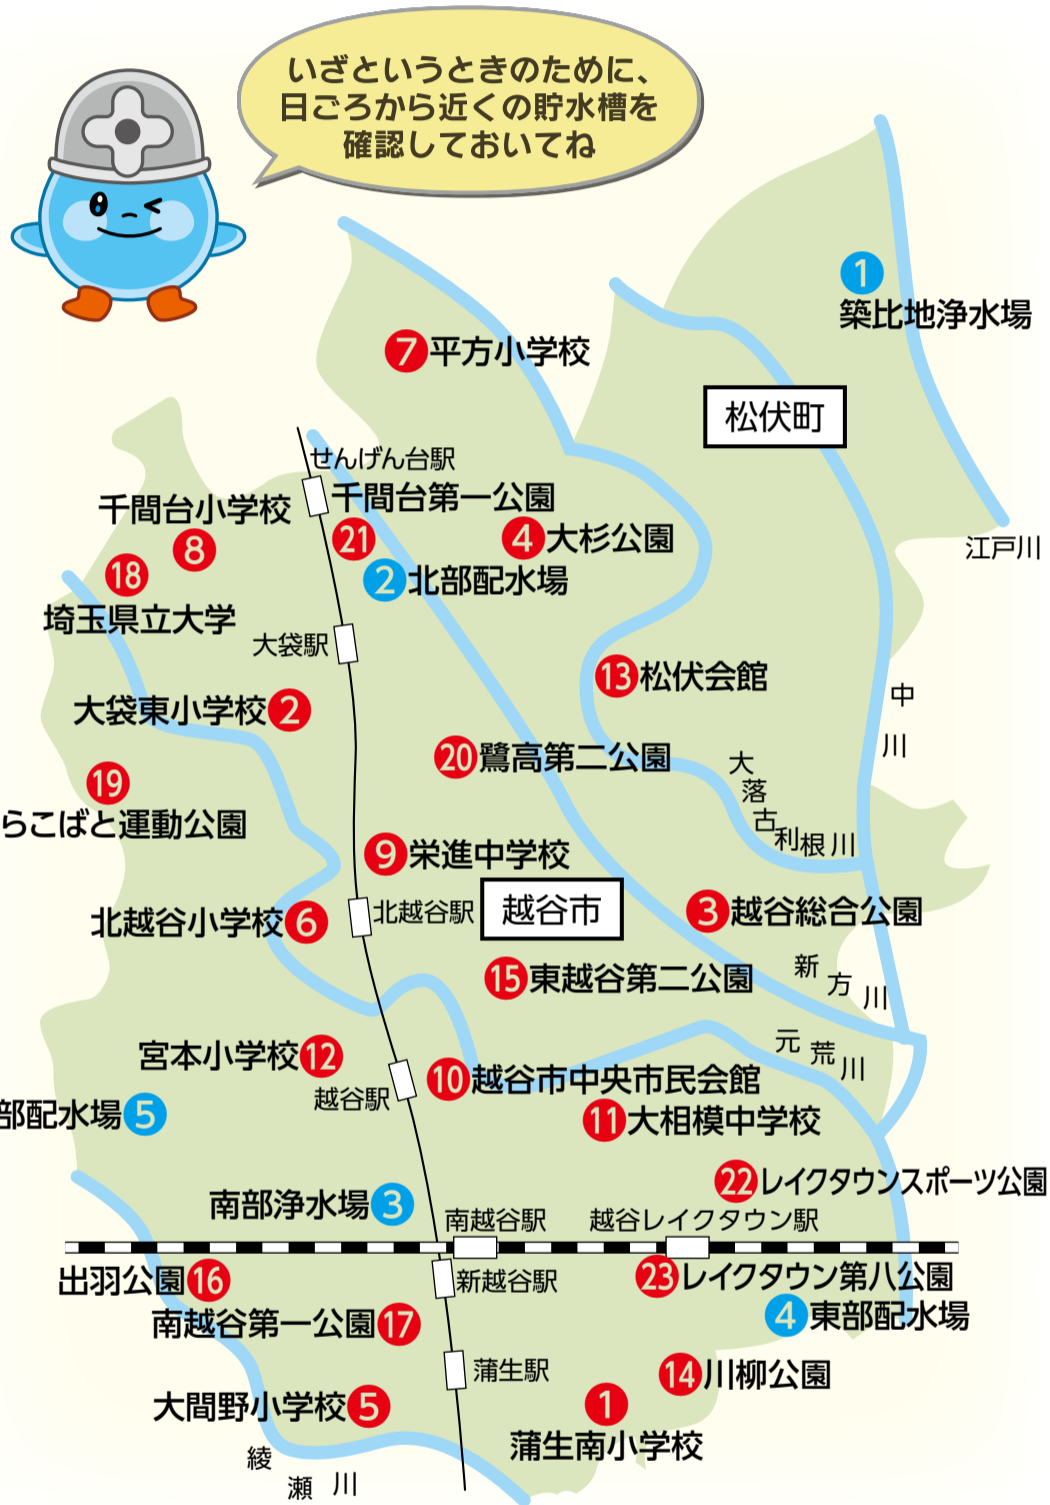 いざというときのために、
日ごろから近くの貯水槽を
確認しておいてね
1
築比地浄水場
7平方小学校
松伏町
せんげん台駅
千間台第一公園
21
千間台小学校
8
4大杉公園
江戸川
18
埼玉県立大学
2北部配水場
大袋駅
13松伏会館
大袋東小学校2
中川
20鷺高第二公園
大落古利根川
19
らこばと運動公園
9栄進中学校
北越谷小学校6
北越谷駅
越谷市
3越谷総合公園
15東越谷第二公園
新方川
元荒川
宮本小学校12
越谷駅
10越谷市中央市民会館
部配水場5
11大相模中学校
22レイクタウンスポーツ公園
南部浄水場3
南越谷駅
越谷レイクタウン駅
出羽公園16
新越谷駅
23レイクタウン第八公園
南越谷第一公園17
4東部配水場
蒲生駅
14川柳公園
大間野小学校5
1
蒲生南小学校
綾瀬川